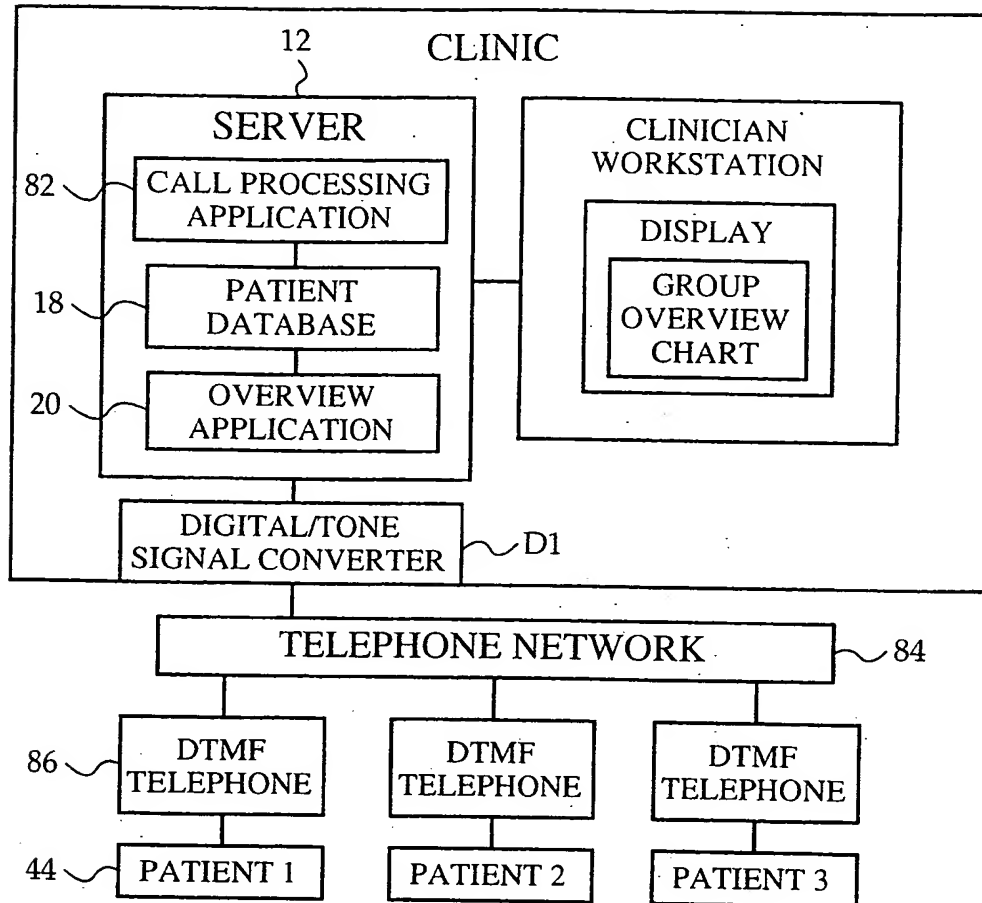 CLINIC
12
SERVER
82
CALL PROCESSING
APPLICATION
18
PATIENT
DATABASE
20
OVERVIEW
APPLICATION
CLINICIAN
WORKSTATION
DISPLAY
GROUP
OVERVIEW
CHART
DIGITAL/TONE
SIGNAL CONVERTER
D1
TELEPHONE NETWORK
84
86
DTMF
TELEPHONE
DTMF
TELEPHONE
DTMF
TELEPHONE
44
PATIENT 1
PATIENT 2
PATIENT 3